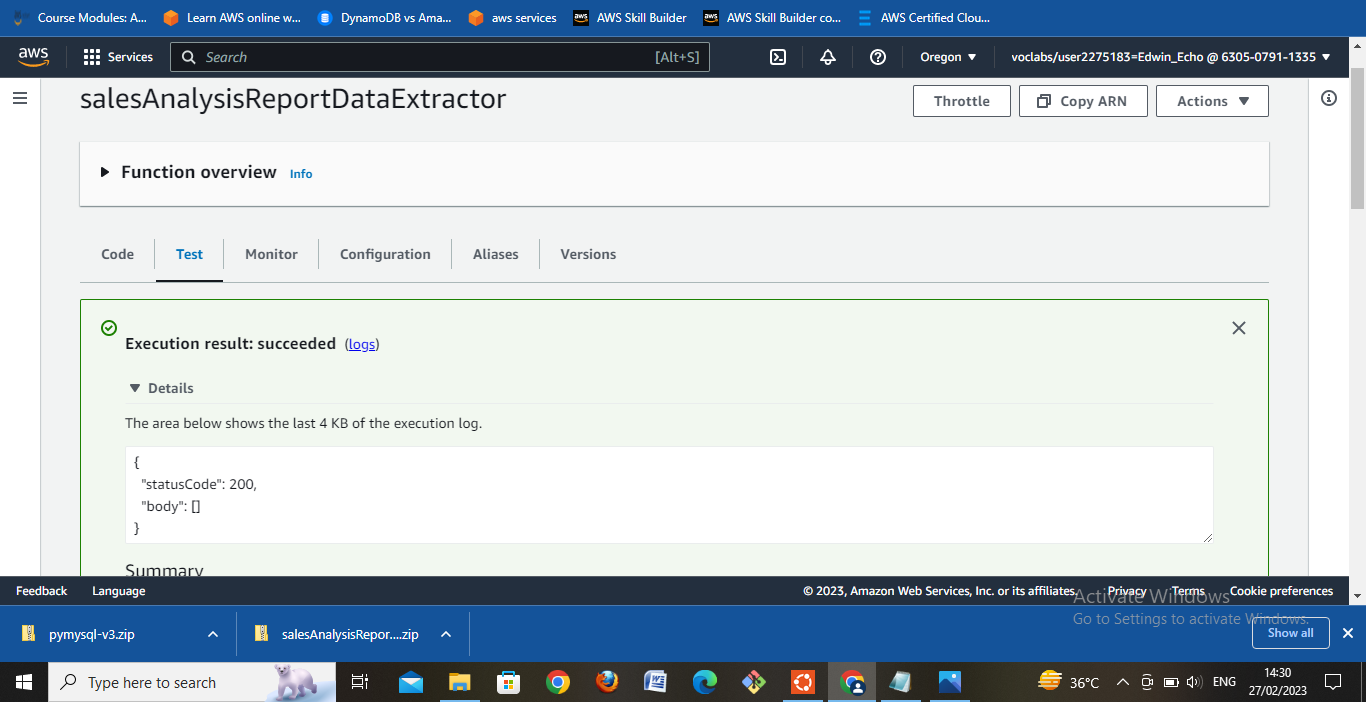 Course Modules: A...
Learn AWS online w...
DynamoDB vs Ama...
aws services
aws
AWS Skill Builder
aws
AWS Skill Builder co...
AWS Certified Clou...
aws
Services
Search
[Alt+S]
Oregon
voclabs/user2275183=Edwin_Echo @ 6305-0791-1335
salesAnalysisReportDataExtractor
Throttle
Copy ARN
Actions
Function overview
Info
Code
Test
Monitor
Configuration
Aliases
Versions
Execution result: succeeded (logs)
Details
The area below shows the last 4 KB of the execution log.
{
"statusCode": 200,
"body": []
}
Summary
Feedback
Language
© 2023, Amazon Web Services, Inc. or its affiliates.
Privacy
Terms
Cookie preferences
Activate Windows
Go to Settings to activate Windows.
pymysql-v3.zip
salesAnalysisRepor....zip
Show all
Type here to search
36°C
ENG
14:30
27/02/2023